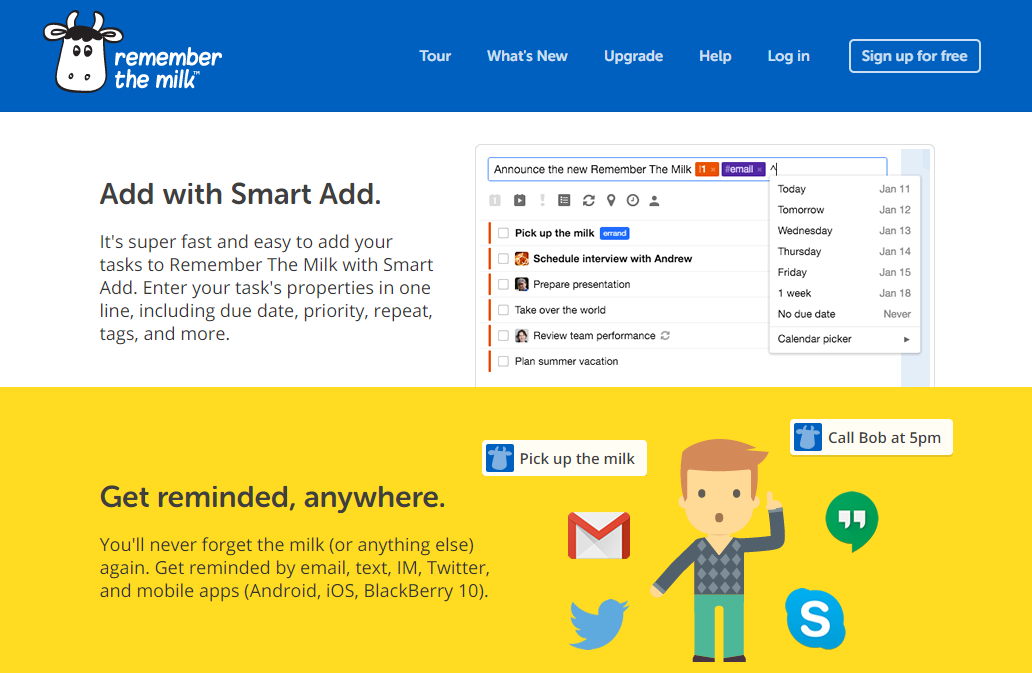 remember
the milk™
Tour What's New Upgrade Help Log in Sign up for free
Add with Smart Add.
It's super fast and easy to add your
tasks to Remember The Milk with Smart
Add. Enter your task's properties in one
line, including due date, priority, repeat,
tags, and more.
Announce the new Remember The Milk !1 × #email × ^
Today Jan 11
Tomorrow Jan 12
Wednesday Jan 13
Thursday Jan 14
Friday Jan 15
1 week Jan 18
No due date Never
Calendar picker
1
Pick up the milk errand
Schedule interview with Andrew
Prepare presentation
Take over the world
Review team performance
Plan summer vacation
Get reminded, anywhere.
You'll never forget the milk (or anything else)
again. Get reminded by email, text, IM, Twitter,
and mobile apps (Android, iOS, BlackBerry 10).
Pick up the milk
Call Bob at 5pm
S